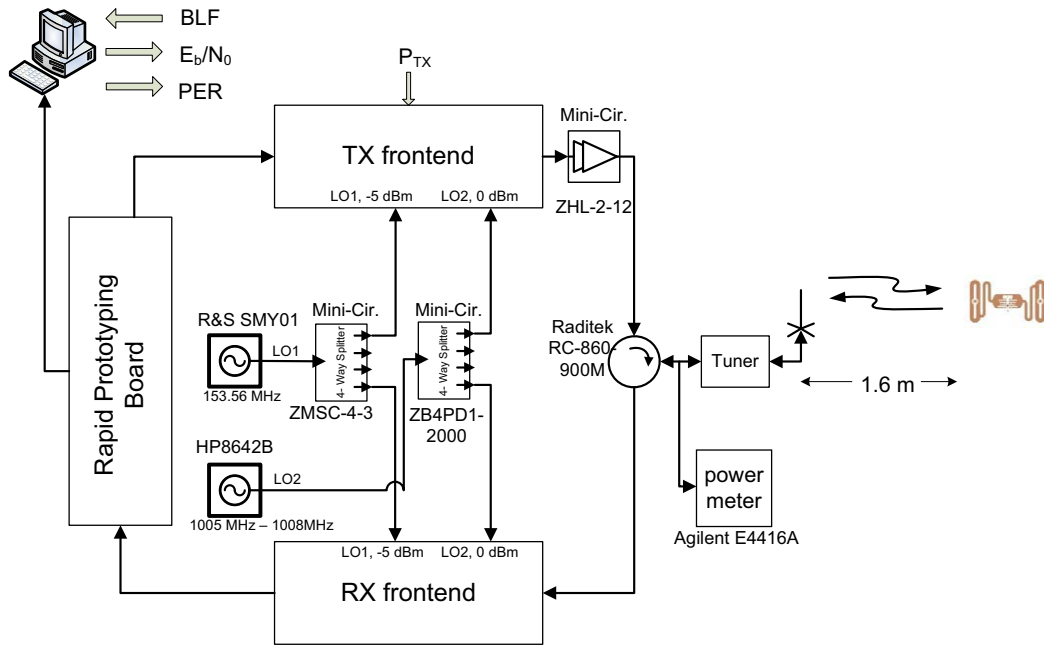 BLF
E_b/N_0
PER
P_TX
TX frontend
LO1, -5 dBm
LO2, 0 dBm
Mini-Cir.
ZHL-2-12
Rapid Prototyping
Board
R&S SMY01
LO1
153.56 MHz
Mini-Cir.
4- Way Splitter
ZMSC-4-3
Mini-Cir.
4- Way Splitter
ZB4PD1-
2000
HP8642B
LO2
1005 MHz – 1008MHz
Raditek
RC-860-
900M
Tuner
1.6 m
power
meter
Agilent E4416A
LO1, -5 dBm
LO2, 0 dBm
RX frontend